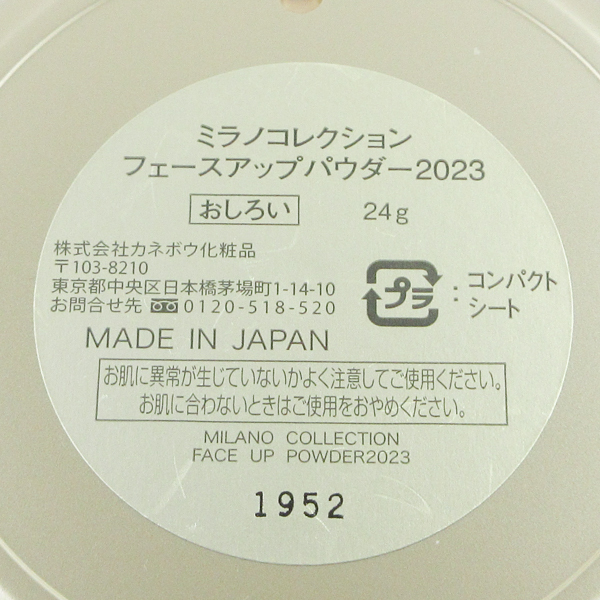 ミラノコレクション
フェースアップパウダー2023
おしろい 24g
株式会社カネボウ化粧品
〒103-8210
東京都中央区日本橋茅場町1-14-10
お問合せ先 0120-518-520
プラ : コンパクト
シート
MADE IN JAPAN
お肌に異常が生じていないかよく注意してご使用ください。
お肌に合わないときはご使用をおやめください。
MILANO COLLECTION
FACE UP POWDER2023
1952